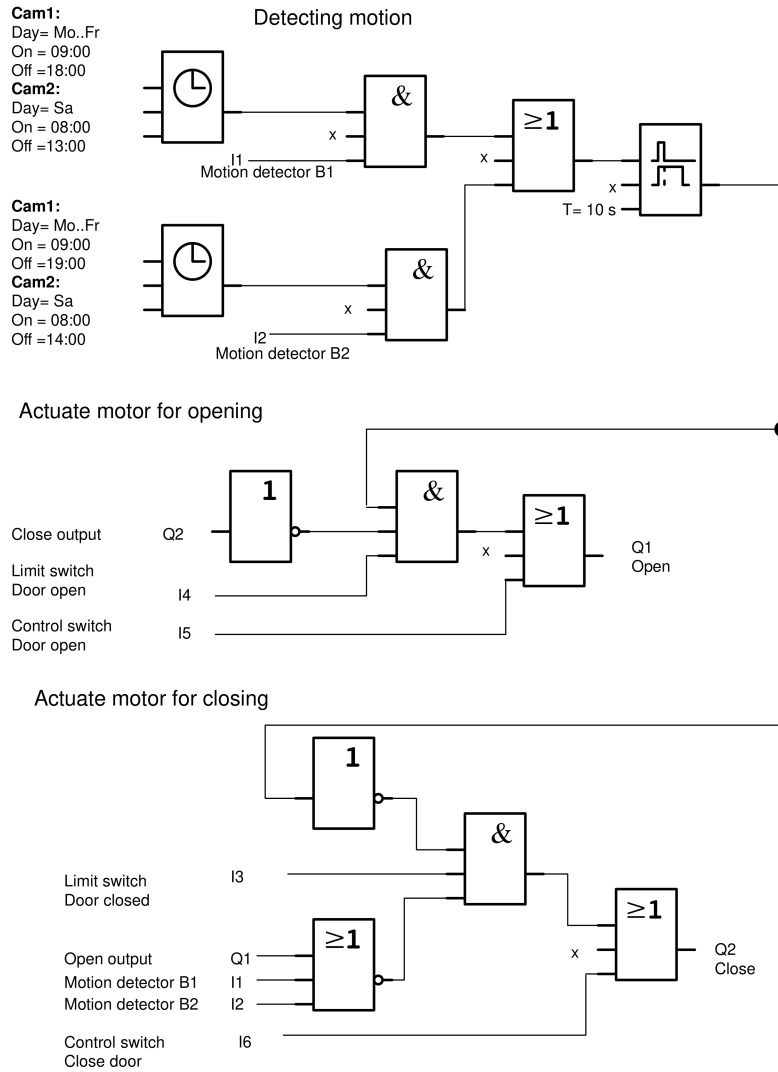 Detecting motion
Cam1:
Day= Mo..Fr
On = 09:00
Off =18:00
Cam2:
Day= Sa
On = 08:00
Off =13:00
&
x
I1
Motion detector B1
≥1
x
x
T= 10 s
Cam1:
Day= Mo..Fr
On = 09:00
Off =19:00
Cam2:
Day= Sa
On = 08:00
Off =14:00
&
x
I2
Motion detector B2
Actuate motor for opening
1
&
≥1
Close output
Q2
x
Q1
Open
Limit switch
Door open
I4
Control switch
Door open
I5
Actuate motor for closing
1
&
Limit switch
Door closed
I3
≥1
≥1
Open output
Q1
x
Q2
Close
Motion detector B1
I1
Motion detector B2
I2
Control switch
Close door
I6